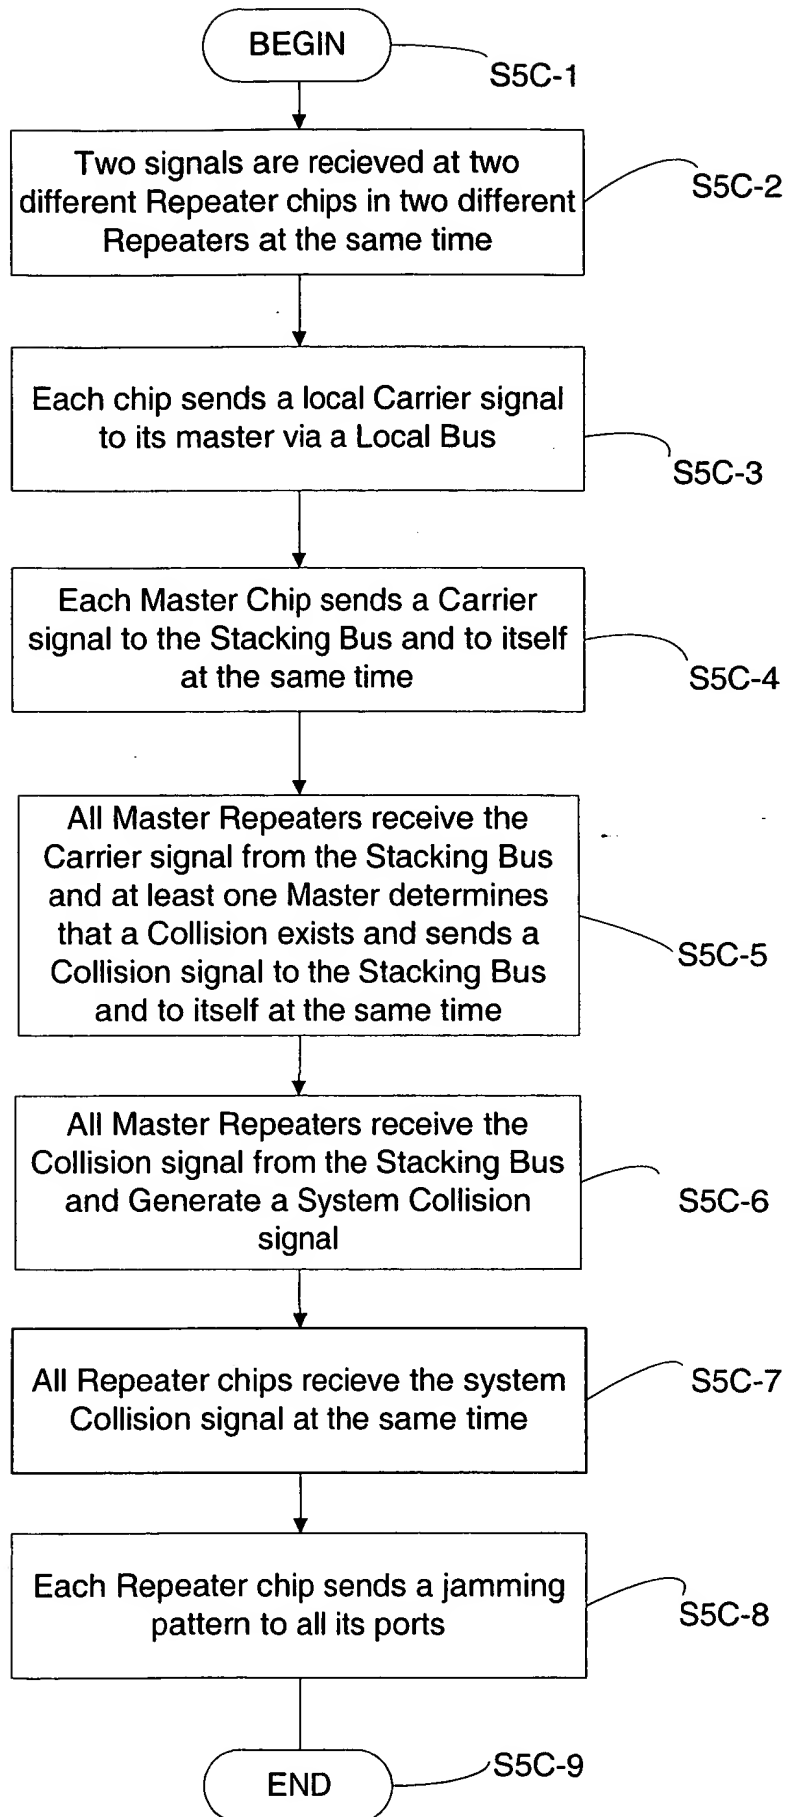 BEGIN
S5C-1
Two signals are recieved at two
different Repeater chips in two different
Repeaters at the same time
S5C-2
Each chip sends a local Carrier signal
to its master via a Local Bus
S5C-3
Each Master Chip sends a Carrier
signal to the Stacking Bus and to itself
at the same time
S5C-4
All Master Repeaters receive the
Carrier signal from the Stacking Bus
and at least one Master determines
that a Collision exists and sends a
Collision signal to the Stacking Bus
and to itself at the same time
S5C-5
All Master Repeaters receive the
Collision signal from the Stacking Bus
and Generate a System Collision
signal
S5C-6
All Repeater chips recieve the system
Collision signal at the same time
S5C-7
Each Repeater chip sends a jamming
pattern to all its ports
S5C-8
END
S5C-9